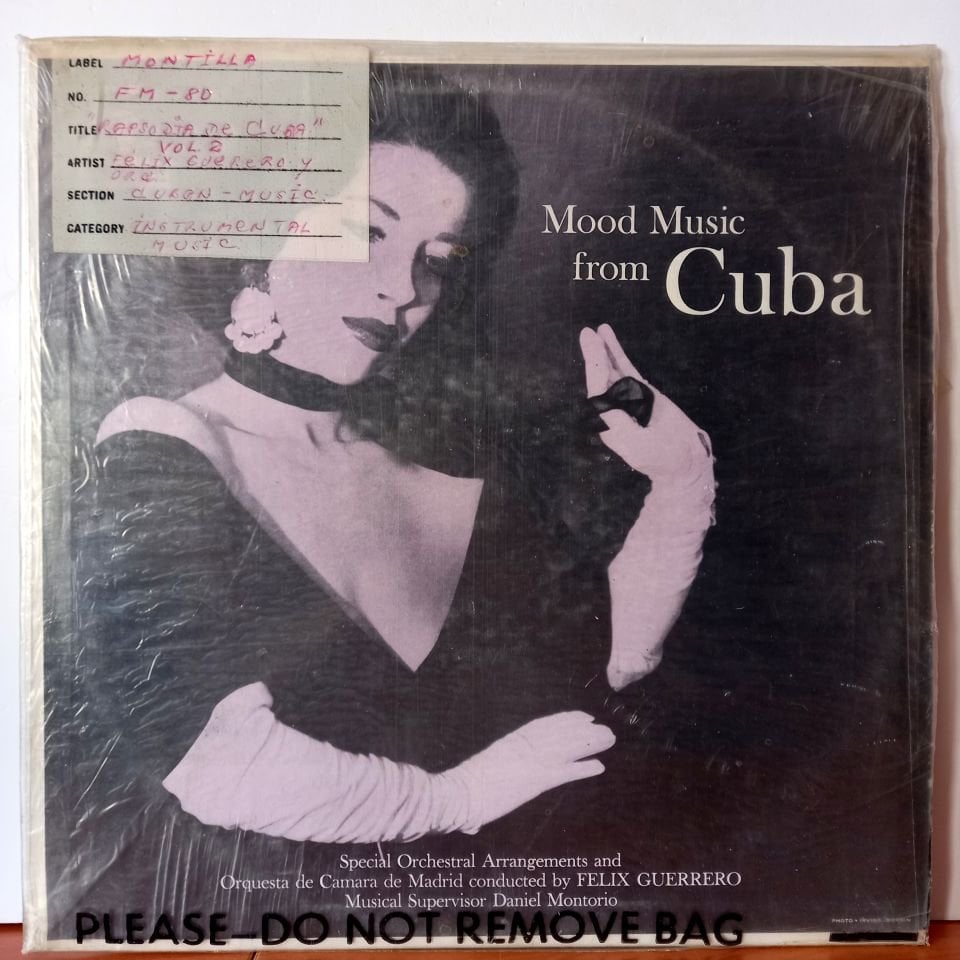 LABEL MONTILLA
NO. FM-80
TITLE "RAPSODIA DE CUBA"
VOL 2
ARTIST FELIX GUERRERO Y
ORQ.
SECTION CUBAN-MUSIC.
CATEGORY INSTRUMENTAL
MUSIC.
Mood Music
from Cuba
Special Orchestral Arrangements and
Orquesta de Camara de Madrid conducted by FELIX GUERRERO
Musical Supervisor Daniel Montorio
PHOTO •
PLEASE—DO NOT REMOVE BAG